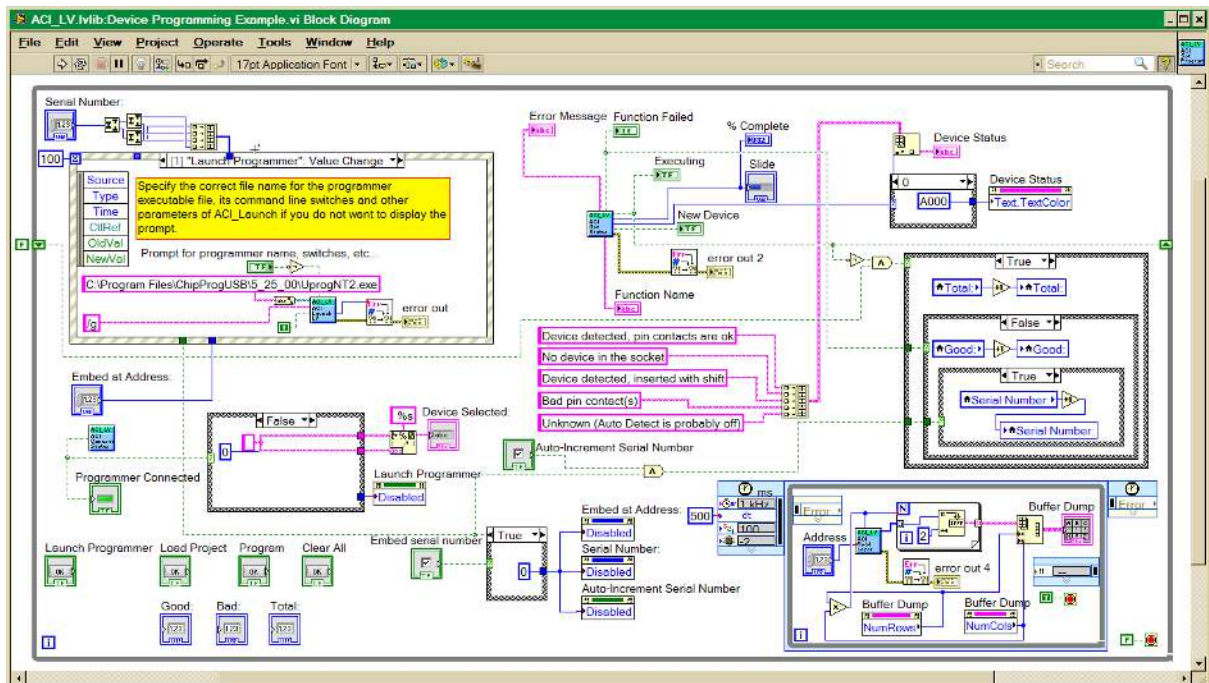 ACI_LV.lvlib:Device Programming Example.vi Block Diagram
File Edit View Project Operate Tools Window Help
17pt Application Font
Search
Serial Number:
100
[1] "Launch Programmer": Value Change
Source
Type
Time
CtlRef
OldVal
NewVal
Specify the correct file name for the programmer
executable file, its command line switches and other
parameters of ACI_Launch if you do not want to display the
prompt.
Prompt for programmer name, switches, etc...
C:\Program Files\ChipProgUSB\5_25_00\UprogNT2.exe
/g
error out
Embed at Address:
False
0
%s
Device Selected:
Launch Programmer
Disabled
Programmer Connected
Launch Programmer
Load Project
Program
Clear All
Good:
Bad:
Total:
Error Message
Function Failed
% Complete
Executing
Slide
New Device
error out 2
Function Name
Device Status
0
A000
Device Status
Text.TextColor
Device detected, pin contacts are ok
No device in the socket
Device detected, inserted with shift
Bad pin contact(s)
Unknown (Auto Detect is probably off)
Auto-Increment Serial Number
True
Total:
Total:
False
Good:
Good:
True
Serial Number
Serial Number
Embed serial number
True
0
Embed at Address:
Disabled
Serial Number:
Disabled
Auto-Increment Serial Number
Disabled
500
ms
1 kHz
dt
100
-2
Error
Address
N
i
2
error out 4
Buffer Dump
NumRows
Buffer Dump
NumCols
Buffer Dump
Error
i
i